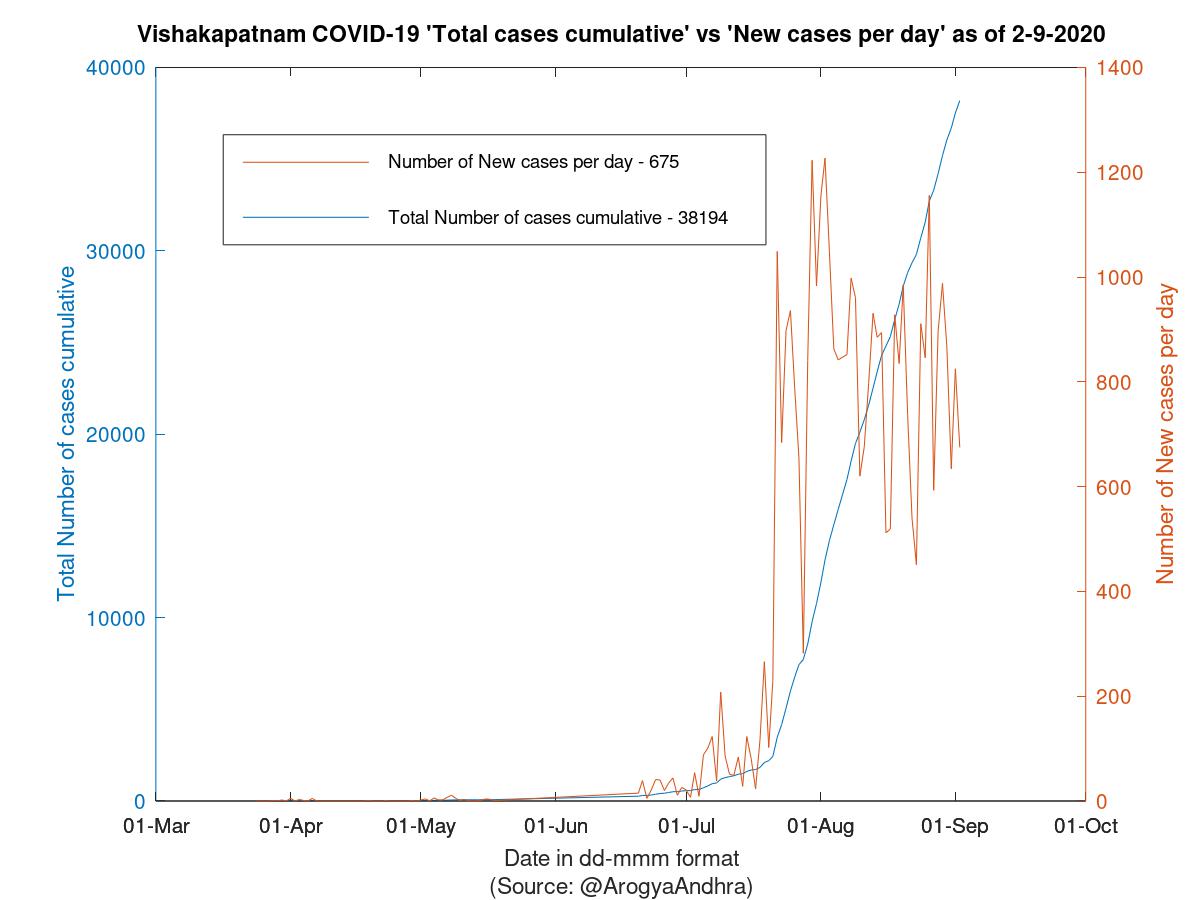 Vishakapatnam COVID-19 'Total cases cumulative' vs 'New cases per day' as of 2-9-2020
40000
30000
20000
10000
0
Total Number of cases cumulative
Number of New cases per day - 675
Total Number of cases cumulative - 38194
1400
1200
1000
800
600
400
200
0
Number of New cases per day
01-Mar 01-Apr 01-May 01-Jun 01-Jul 01-Aug 01-Sep 01-Oct
Date in dd-mmm format
(Source: @ArogyaAndhra)